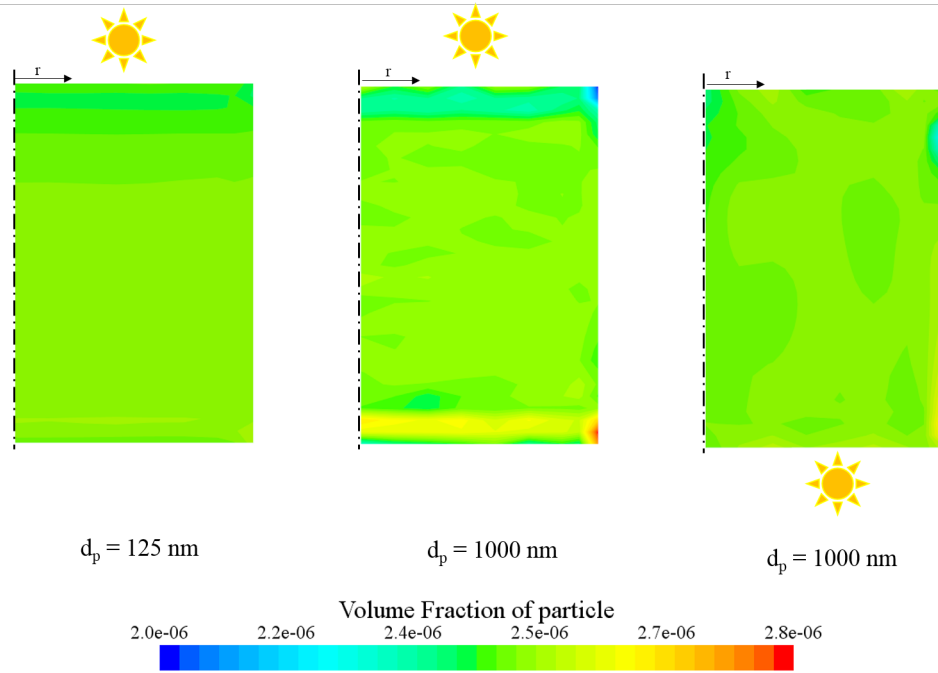 r
r
r
dₚ = 125 nm
dₚ = 1000 nm
dₚ = 1000 nm
Volume Fraction of particle
2.0e-06 2.2e-06 2.4e-06 2.5e-06 2.7e-06 2.8e-06